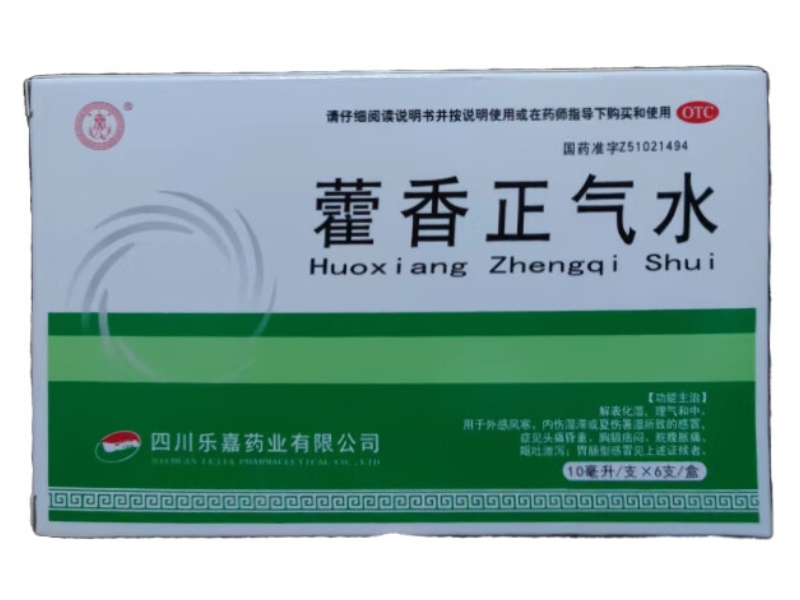 请仔细阅读说明书并按说明使用或在药师指导下购买和使用 OTC
国药准字Z51021494
藿香正气水
Huoxiang Zhengqi Shui
【功能主治】
解表化湿，理气和中。
用于外感风寒、内伤湿滞或夏伤暑湿所致的感冒，
症见头痛昏重、胸膈痞闷、脘腹胀痛、
呕吐泄泻；胃肠型感冒见上述证候者。
四川乐嘉药业有限公司
SICHUAN LEJIA PHARMACEUTICAL CO., LTD
10毫升/支×6支/盒